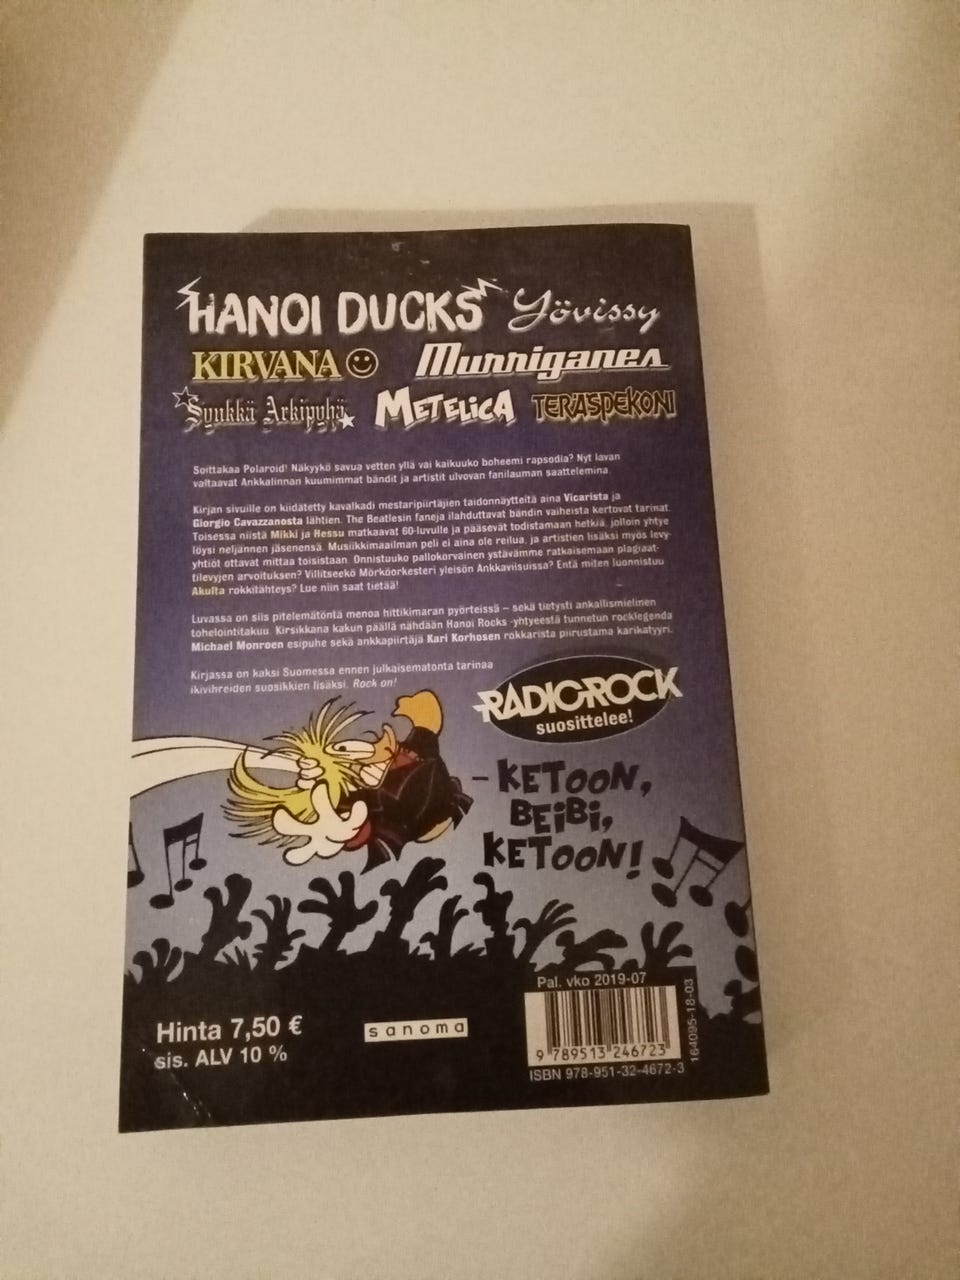 HANOI DUCKS Yövissy
KIRVANA Murriganes
Syukkä Arkipyhä METELiCA TERÄSPEKONI
Soittakaa Polaroid! Näkyykö savua vetten yllä vai kaikuuko boheemi rapsodia? Nyt lavan
valtaavat Ankkalinnan kuumimmat bändit ja artistit ulvovan fanilauman saattelemina.
Kirjan sivuille on kiidätetty kavalkadi mestaripiirtäjien taidonnäytteitä aina Vicarista ja
Giorgio Cavazzanosta lähtien. The Beatlesin faneja ilahduttavat bändin vaiheista kertovat tarinat.
Toisessa niistä Mikki ja Hessu matkaavat 60-luvulle ja pääsevät todistamaan hetkiä, jolloin yhtye
löysi neljännen jäsenensä. Musiikkimaailman peli ei aina ole reilua, ja artistien lisäksi myös levy-
yhtiöt ottavat mittaa toisistaan. Onnistuuko pallokorvainen ystävämme ratkaisemaan plagiaat-
tilevyjen arvoituksen? Villitseekö Mörköorkesteri yleisön Ankkaviisuissa? Entä miten luonnistuu
Akulta rokkitähteys? Lue niin saat tietää!
Luvassa on siis pitelemätöntä menoa hittikimaran pyörteissä – sekä tietysti ankallismielinen
tohelointitakuu. Kirsikkana kakun päällä nähdään Hanoi Rocks -yhtyeestä tunnetun rocklegenda
Michael Monroen esipuhe sekä ankkapiirtäjä Kari Korhosen rokkarista piirustama karikatyyri.
Kirjassa on kaksi Suomessa ennen julkaisematonta tarinaa
ikivihreiden suosikkien lisäksi. Rock on!
RADIO ROCK
suosittelee!
– KETOON,
BEiBi,
KETOON!
Pal. vko 2019-07
Hinta 7,50 €
sis. ALV 10 %
sanoma
9 789513 246723
ISBN 978-951-32-4672-3
164095-18-03